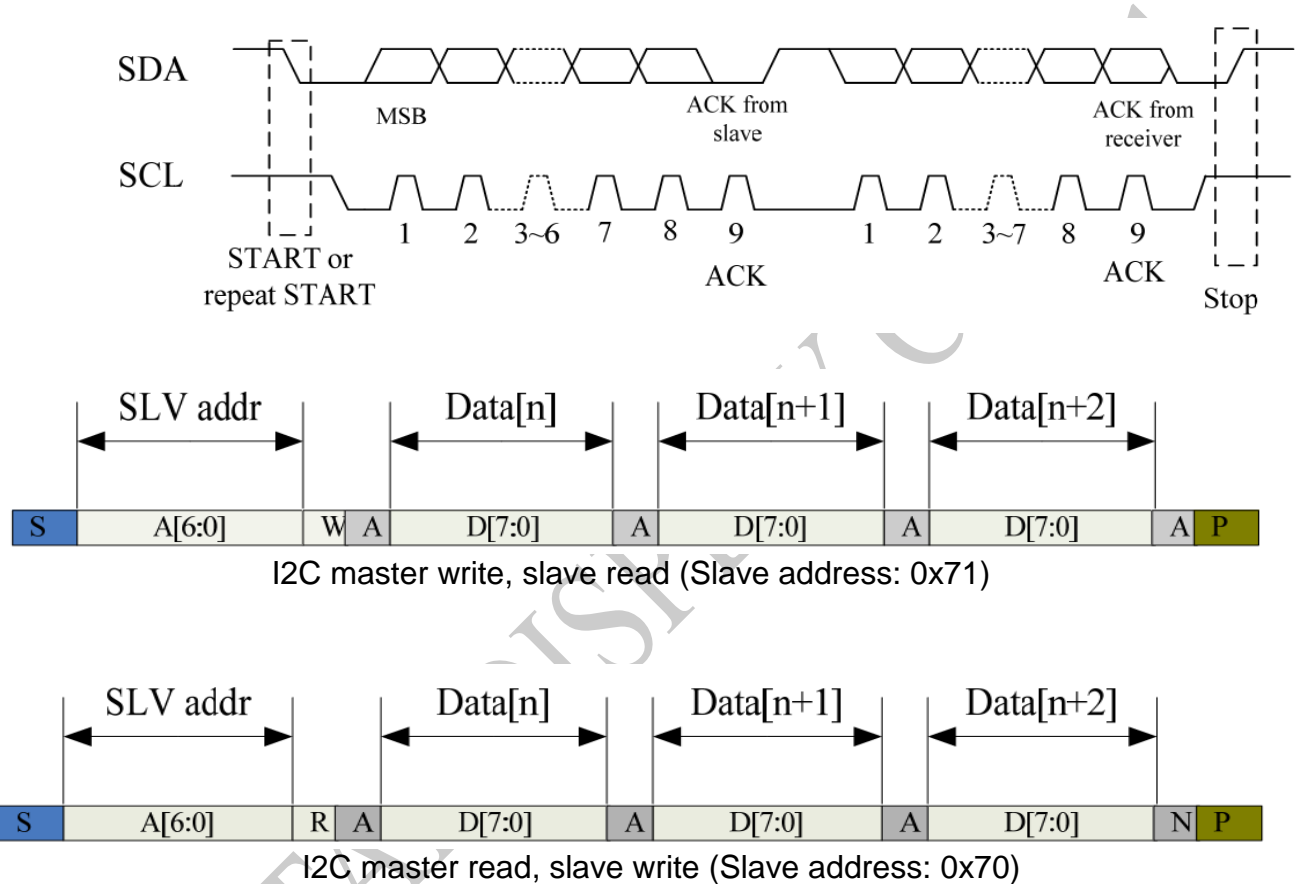 SDA
MSB
ACK from
slave
ACK from
receiver
SCL
1 2 3~6 7 8 9 1 2 3~7 8 9
START or
repeat START
ACK
ACK
Stop
SLV addr Data[n] Data[n+1] Data[n+2]
S A[6:0] W A D[7:0] A D[7:0] A D[7:0] A P
I2C master write, slave read (Slave address: 0x71)
SLV addr Data[n] Data[n+1] Data[n+2]
S A[6:0] R A D[7:0] A D[7:0] A D[7:0] N P
I2C master read, slave write (Slave address: 0x70)